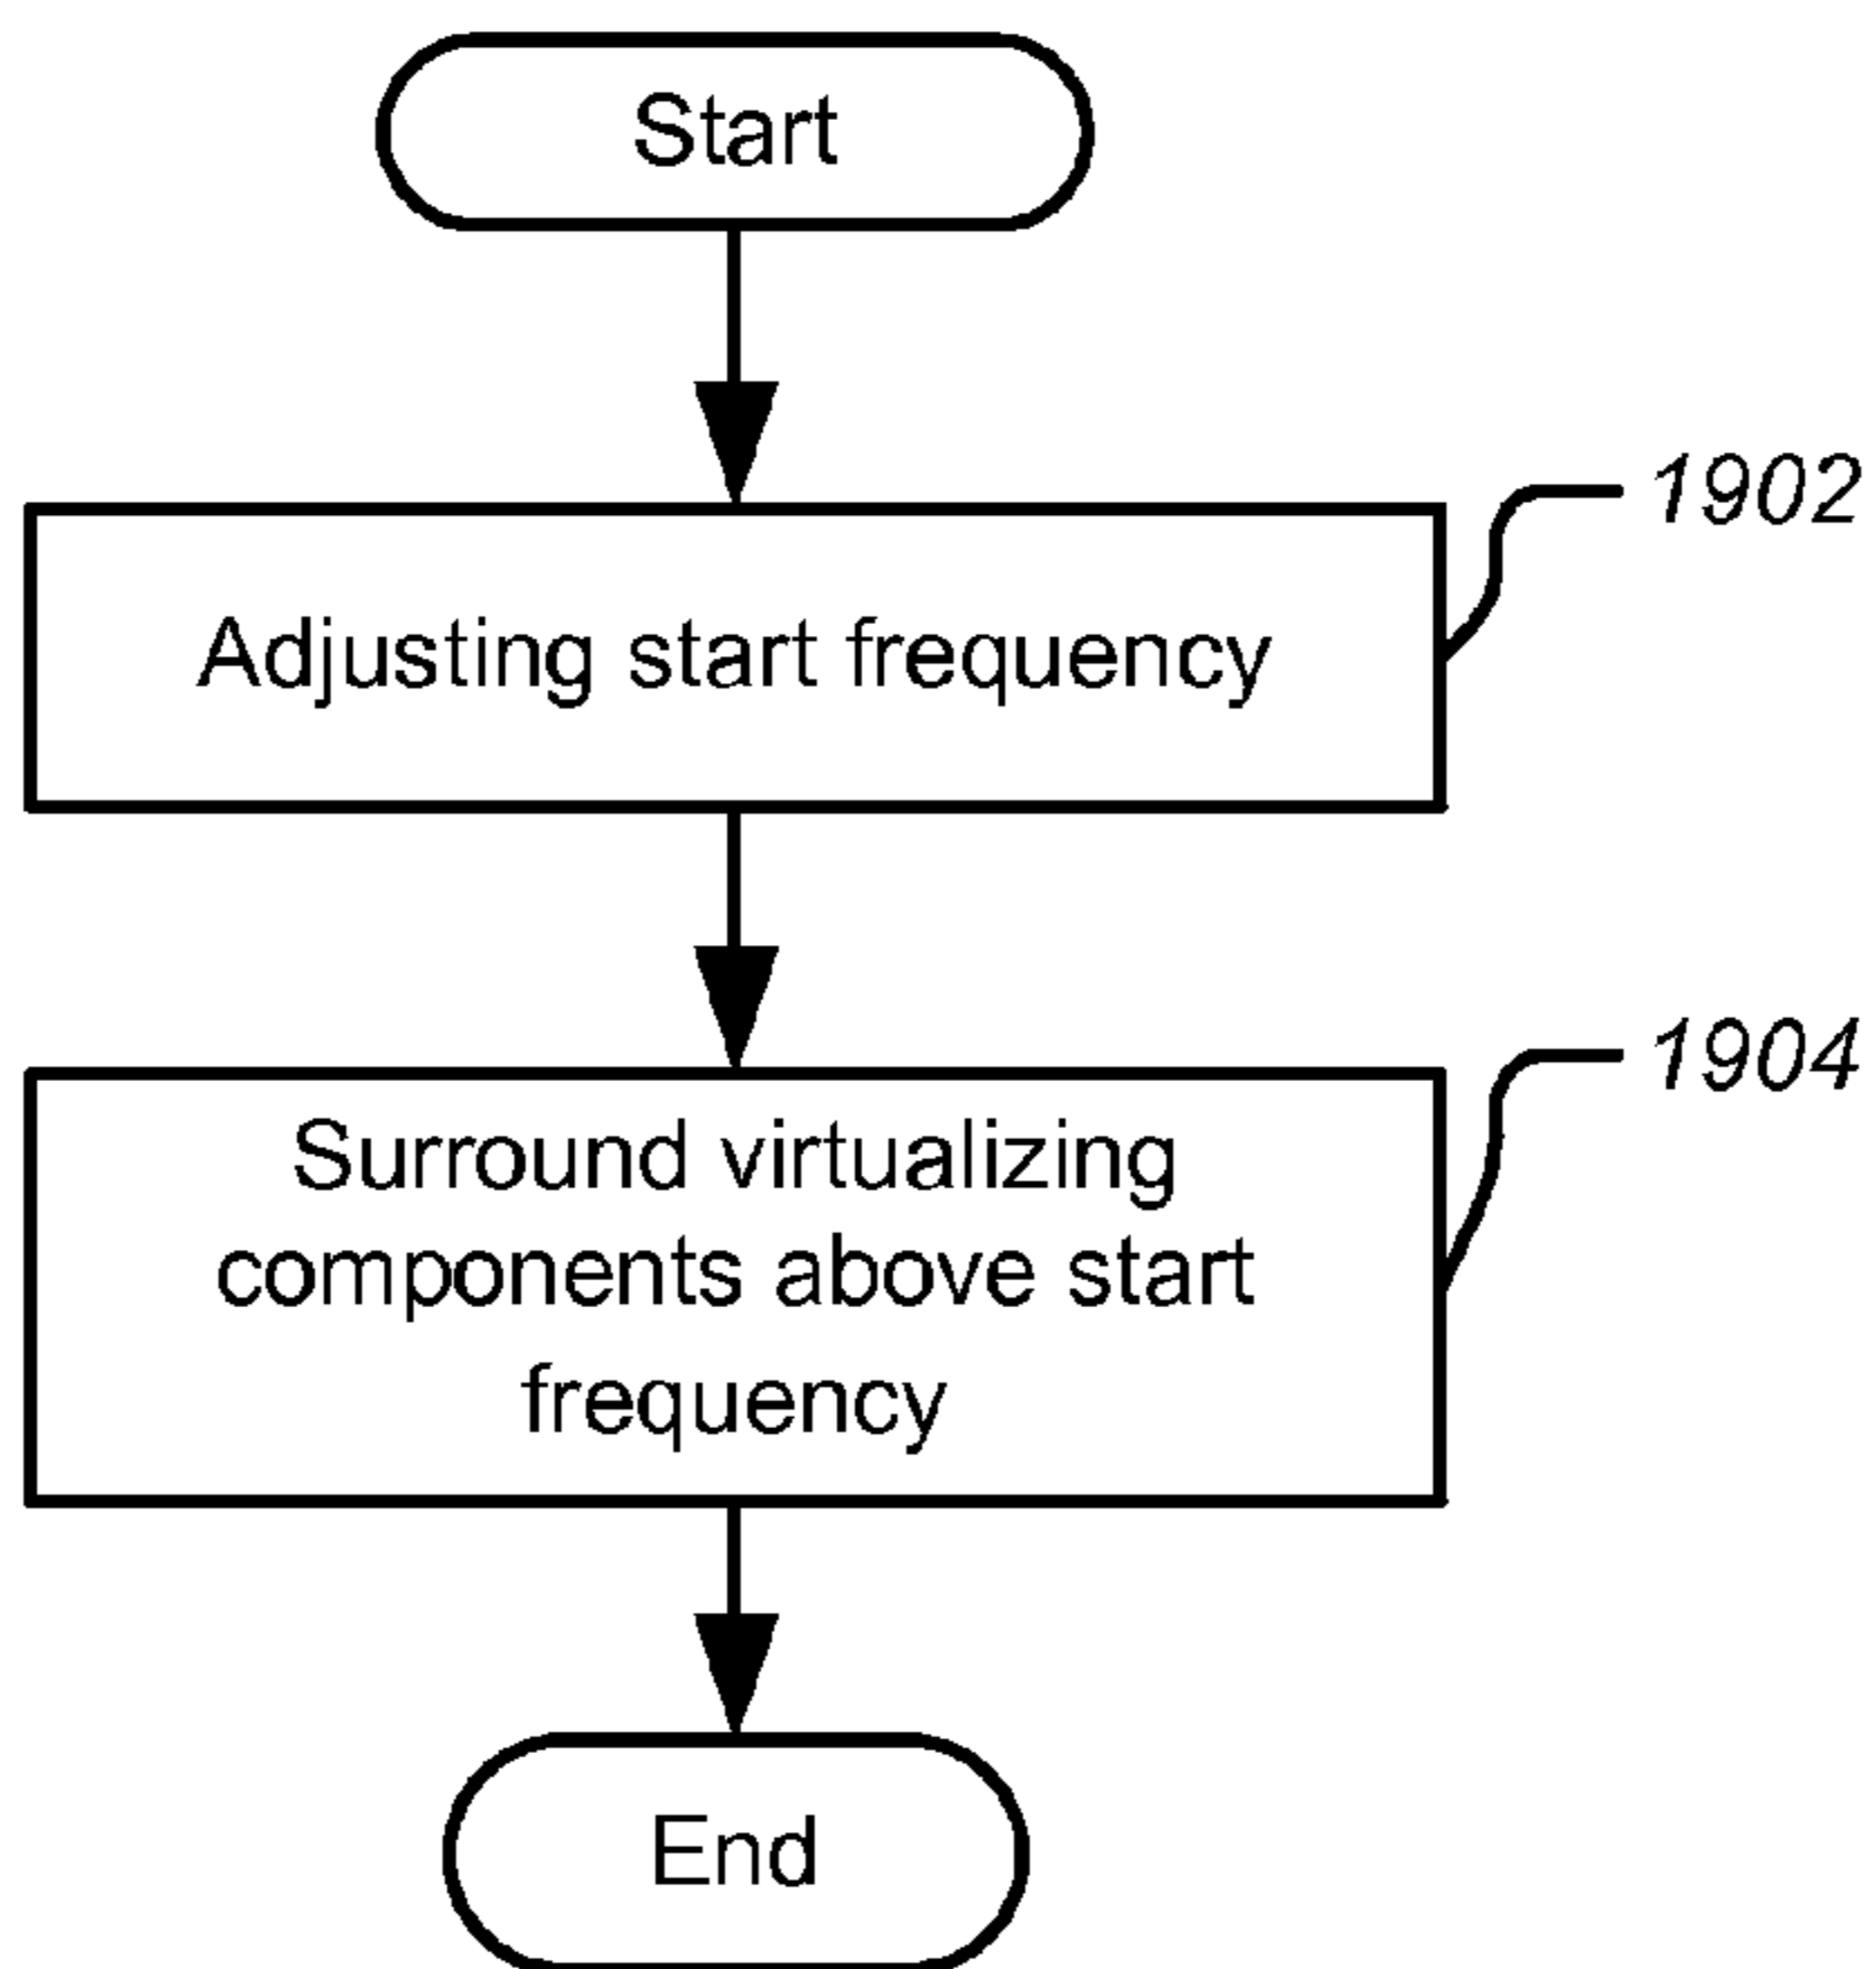 Start
1902
Adjusting start frequency
1904
Surround virtualizing
components above start
frequency
End